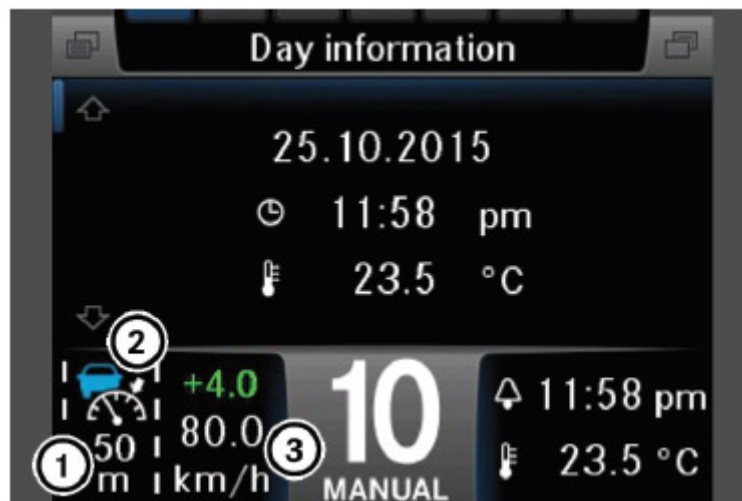 Day information
25.10.2015
11:58 pm
23.5 °C
2
+4.0
80.0
km/h
50
m
1
3
10
MANUAL
11:58 pm
23.5 °C